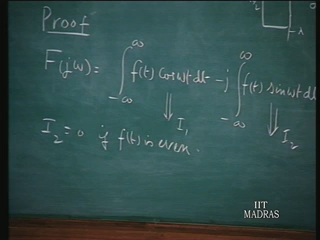 Proof
F(jω) = ∫_{-∞}^{∞} f(t) cos ωt dt - j ∫_{-∞}^{∞} f(t) sin ωt dt
I₁
I₂
I₂ = 0 if f(t) is even.
IIT
MADRAS